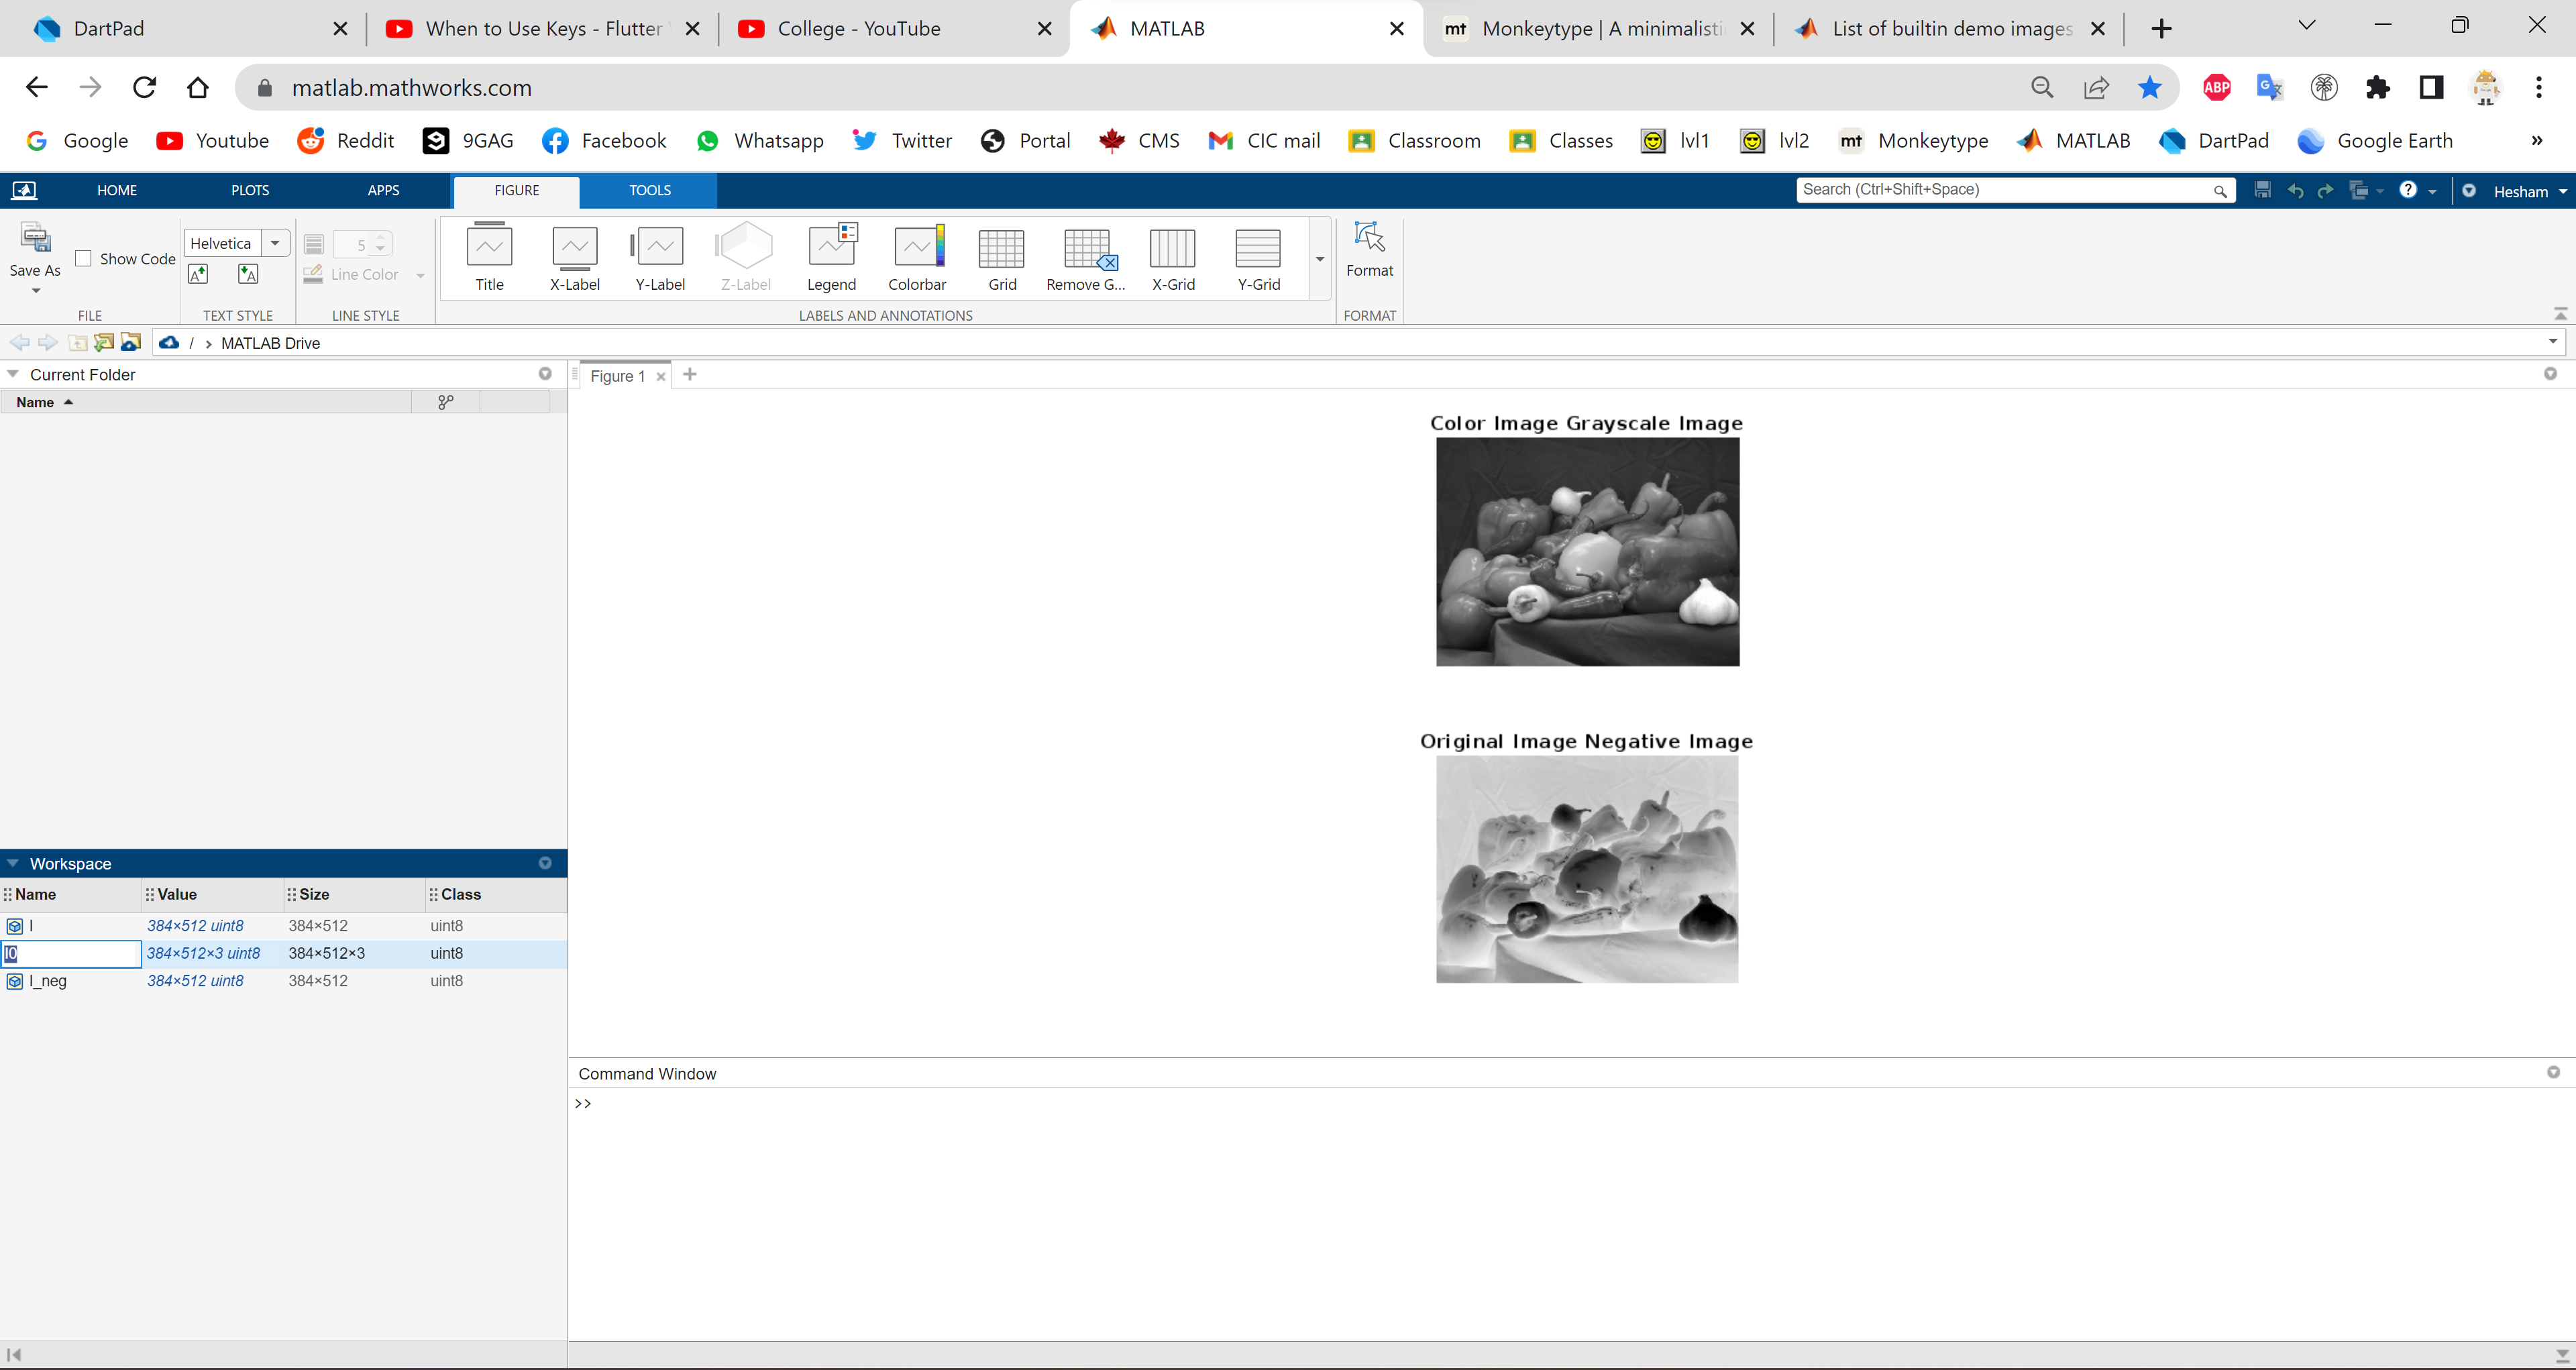 DartPad
When to Use Keys - Flutter
College - YouTube
MATLAB
mt Monkeytype | A minimalisti
List of builtin demo images
matlab.mathworks.com
ABP
Google Youtube Reddit 9GAG Facebook Whatsapp Twitter Portal CMS CIC mail Classroom Classes lvl1 lvl2 mt Monkeytype MATLAB DartPad Google Earth »
HOME PLOTS APPS FIGURE TOOLS Search (Ctrl+Shift+Space) Hesham
Save As
Show Code
Helvetica
5
Line Color
Title X-Label Y-Label Z-Label Legend Colorbar Grid Remove G... X-Grid Y-Grid
Format
FILE TEXT STYLE LINE STYLE LABELS AND ANNOTATIONS FORMAT
/ > MATLAB Drive
Current Folder
Name
Figure 1
Color Image Grayscale Image
Original Image Negative Image
Workspace
Name Value Size Class
I 384×512 uint8 384×512 uint8
I0 384×512×3 uint8 384×512×3 uint8
I_neg 384×512 uint8 384×512 uint8
Command Window
>>